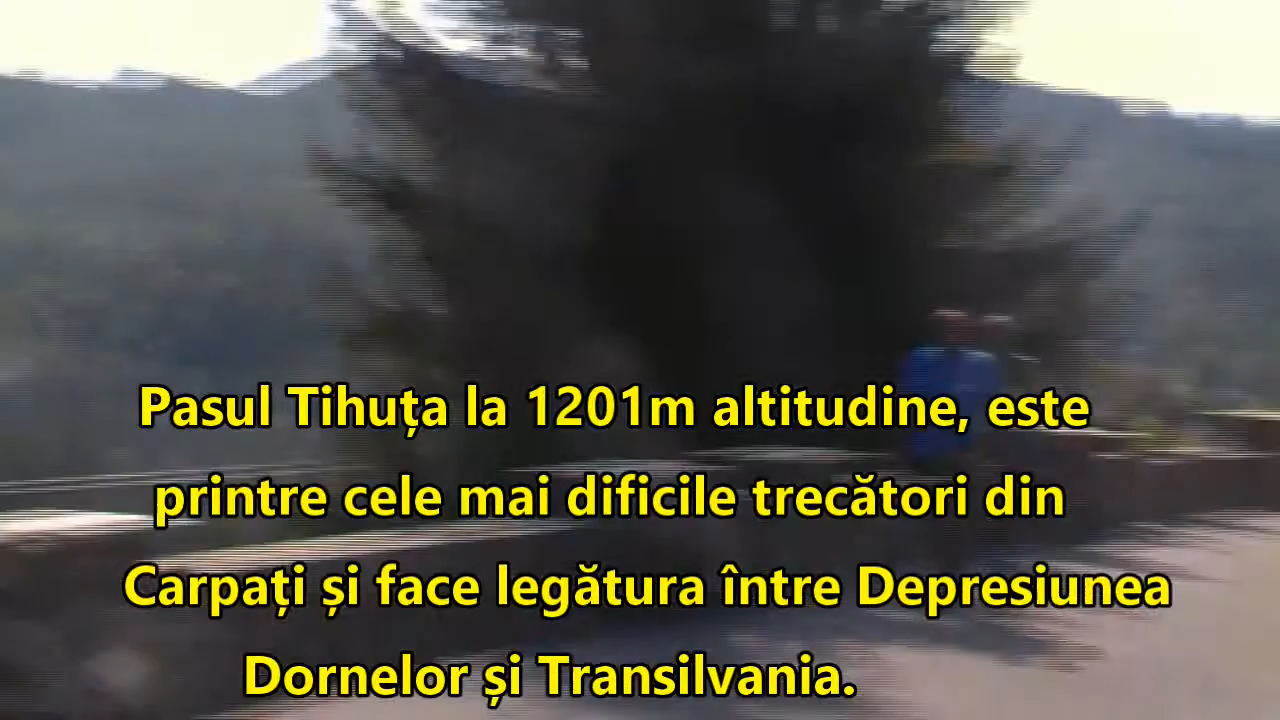 Pasul Tihuța la 1201m altitudine, este
printre cele mai dificile trecători din
Carpați și face legătura între Depresiunea
Dornelor și Transilvania.